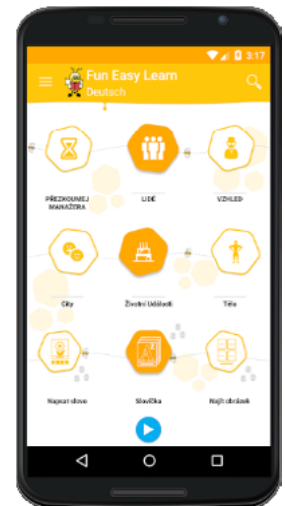 3:17
Fun Easy Learn
Deutsch
PŘEZKOUMEJ
MANAŽERA
LIDÉ
VZHLED
City
Životní Události
Tělo
Napsat slovo
Slovíčka
Najít obrázek